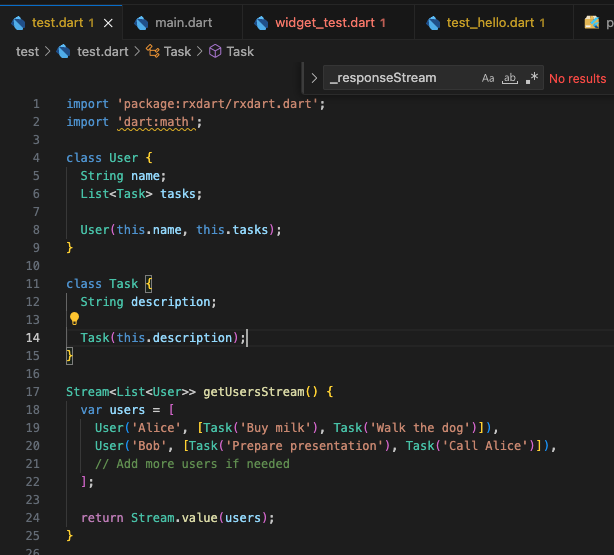 test.dart 1 ×
main.dart
widget_test.dart 1
test_hello.dart 1
test > test.dart > Task > Task
> _responseStream Aa ab .* No results
1 import 'package:rxdart/rxdart.dart';
2 import 'dart:math';
3
4 class User {
5 String name;
6 List<Task> tasks;
7
8 User(this.name, this.tasks);
9 }
10
11 class Task {
12 String description;
13
14 Task(this.description);
15 }
16
17 Stream<List<User>> getUsersStream() {
18 var users = [
19 User('Alice', [Task('Buy milk'), Task('Walk the dog')]),
20 User('Bob', [Task('Prepare presentation'), Task('Call Alice')]),
21 // Add more users if needed
22 ];
23
24 return Stream.value(users);
25 }
26